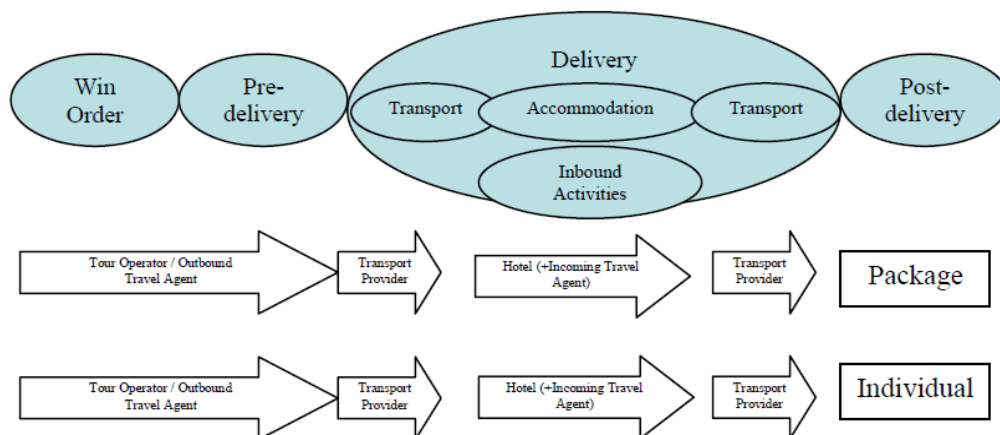 Win
Order
Pre-
delivery
Delivery
Transport
Accommodation
Transport
Inbound
Activities
Post-
delivery
Tour Operator / Outbound
Travel Agent
Transport
Provider
Hotel (+Incoming Travel
Agent)
Transport
Provider
Package
Tour Operator / Outbound
Travel Agent
Transport
Provider
Hotel (+Incoming Travel
Agent)
Transport
Provider
Individual